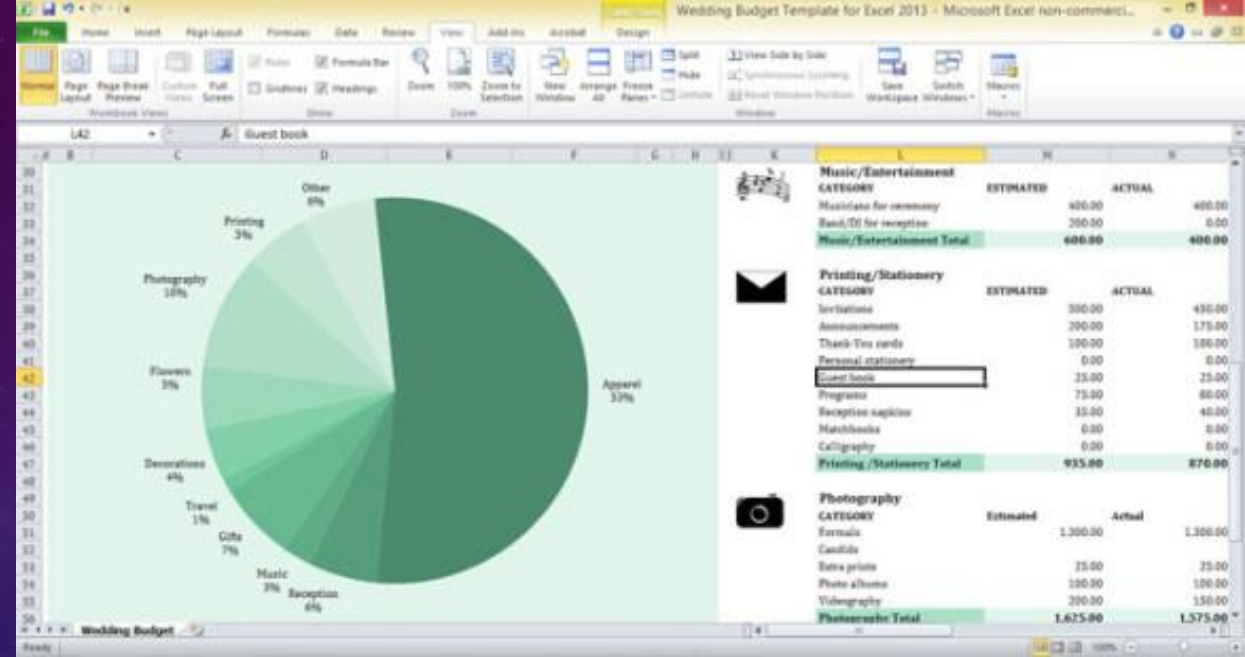 Wedding Budget Template for Excel 2013 - Microsoft Excel non-commerci...
File Home Insert Page Layout Formulas Data Review View Add-Ins Acrobat Design
Normal Page Layout Page Break Preview Custom Views Full Screen
Ruler Formula Bar
Gridlines Headings
Zoom 100% Zoom to Selection
New Window Arrange All Freeze Panes
Split
Hide
Unhide
View Side by Side
Synchronous Scrolling
Reset Window Position
Save Workspace Switch Windows
Macros
Workbook Views Show Zoom Window Macros
L42 Guest book
B C D E F G H K L M N
Other
6%
Printing
Photography
10%
Flowers
Decorations
4%
Travel
1%
Gifts
7%
Music
3%
Reception
6%
Apparel
Music/Entertainment
CATEGORY ESTIMATED ACTUAL
Musicians for ceremony 400.00 400.00
Band/DJ for reception 200.00 0.00
Music/Entertainment Total 600.00 400.00
Printing/Stationery
CATEGORY ESTIMATED ACTUAL
Invitations 450.00
Announcements 200.00 175.00
Thank-You cards 100.00 100.00
Personal stationery 0.00 0.00
Guest book 25.00 25.00
Programs 75.00 80.00
Reception napkins 35.00 40.00
Matchbooks 0.00 0.00
Calligraphy 0.00 0.00
Printing /Stationery Total 935.00 870.00
Photography
CATEGORY Estimated Actual
Formals 1,300.00 1,300.00
Candids
Extra prints 25.00 25.00
Photo albums 100.00 100.00
Videography 200.00 150.00
Photography Total 1,625.00 1,575.00
Wedding Budget
Ready 100%